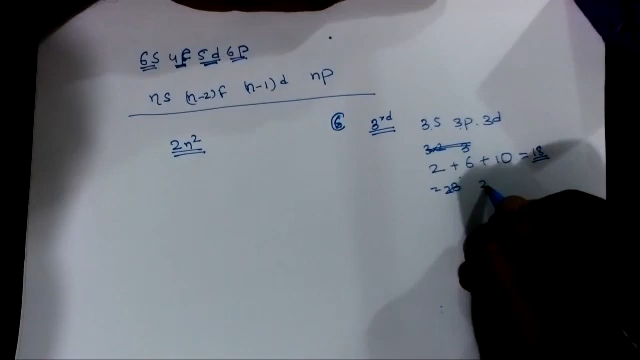 6s 4f 5d 6p
ns (n-2)f (n-1)d np
6 3rd 3s 3p. 3d
2n²
2 + 6 + 10 = 18